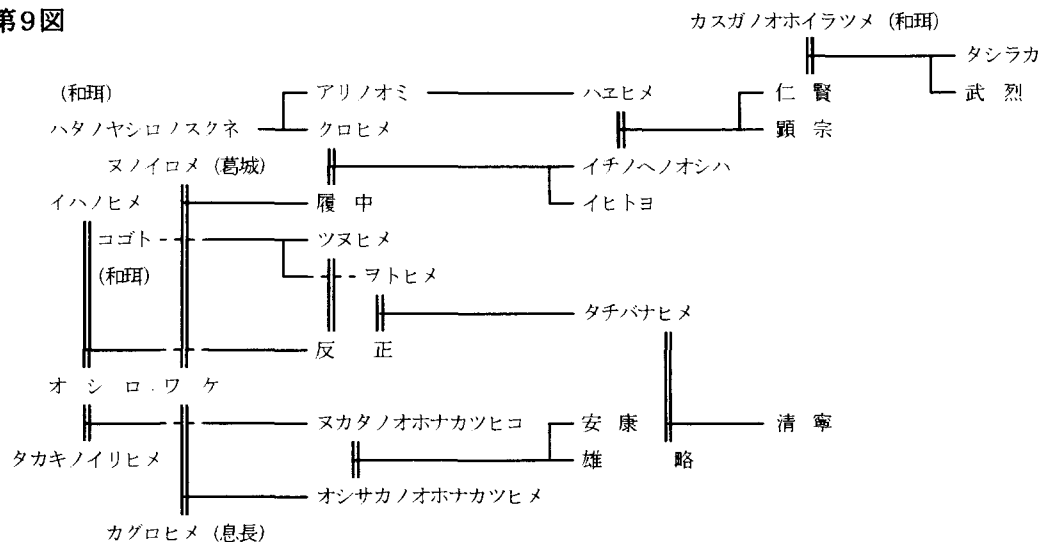 第9図
カスガノオホイラツメ (和珥)
タシラカ
(和珥) アリノオミ ハエヒメ 仁賢 武烈
ハタノヤシロノスクネ クロヒメ 顕宗
ヌノイロメ (葛城) イチノヘノオシハ
イハノヒメ 履中 イヒトヨ
コゴト ツヌヒメ
(和珥) ヲトヒメ
タチバナヒメ
反正
オシロワケ
ヌカタノオホナカツヒコ 安康 清寧
タカキノイリヒメ 雄略
オシサカノオホナカツヒメ
カグロヒメ (息長)